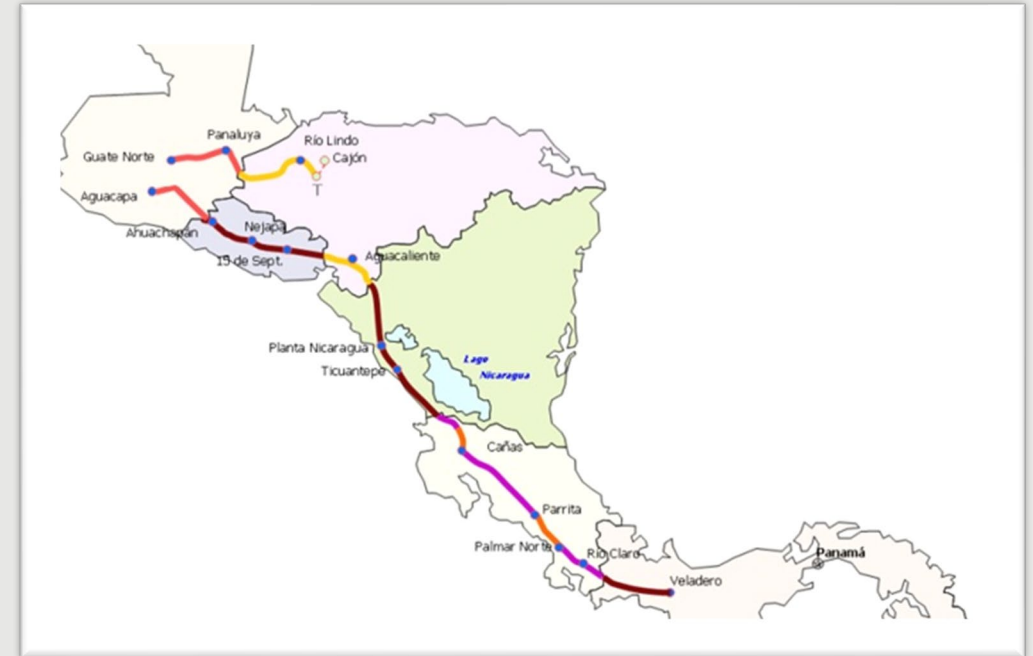 Panaluya
Río Lindo
Guate Norte
Cajón
T
Aguacapa
Ahuachapán
Nejapa
15 de Sept.
Aguacaliente
Planta Nicaragua
Ticuantepe
Lago
Nicaragua
Cañas
Parrita
Palmar Norte
Río Claro
Panamá
Veladero